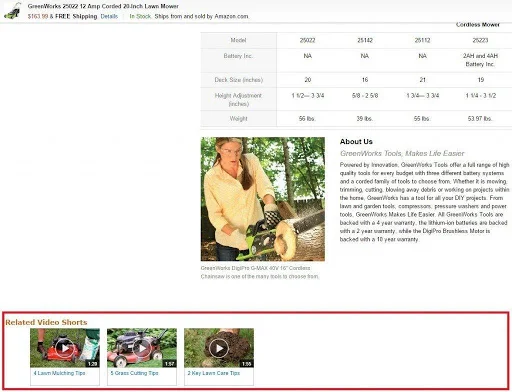 GreenWorks 25022 12 Amp Corded 20-Inch Lawn Mower
$163.99 & FREE Shipping. Details | In Stock. Ships from and sold by Amazon.com.
Cordless Mower
Model 25022 25142 25112 25223
Battery Inc. NA NA NA 2AH and 4AH
Battery Inc.
Deck Size (inches) 20 16 21 19
Height Adjustment 1 1/2— 3 3/4 5/8 - 2 5/8 1 3/4— 3 3/4 1 1/4 - 3 1/2
(inches)
Weight 56 lbs. 39 lbs. 55 lbs. 53.97 lbs.
About Us
GreenWorks Tools, Makes Life Easier
Powered by Innovation. GreenWorks Tools offer a full range of high
quality tools for every budget with three different battery systems
and a corded family of tools to choose from. Whether it is mowing,
trimming, cutting, blowing away debris or working on projects within
the home, GreenWorks has a tool for all your DIY projects. From
lawn and garden tools, compressors, pressure washers and power
tools, GreenWorks Makes Life Easier. All GreenWorks Tools are
backed with a 4 year warranty, the lithium-ion batteries are backed
with a 2 year warranty, while the DigiPro Brushless Motor is
backed with a 10 year warranty.
GreenWorks DigiPro G-MAX 40V 16" Cordless
Chainsaw is one of the many tools to choose from.
Related Video Shorts
1:29 1:57 1:55
4 Lawn Mulching Tips 5 Grass Cutting Tips 2 Key Lawn Care Tips